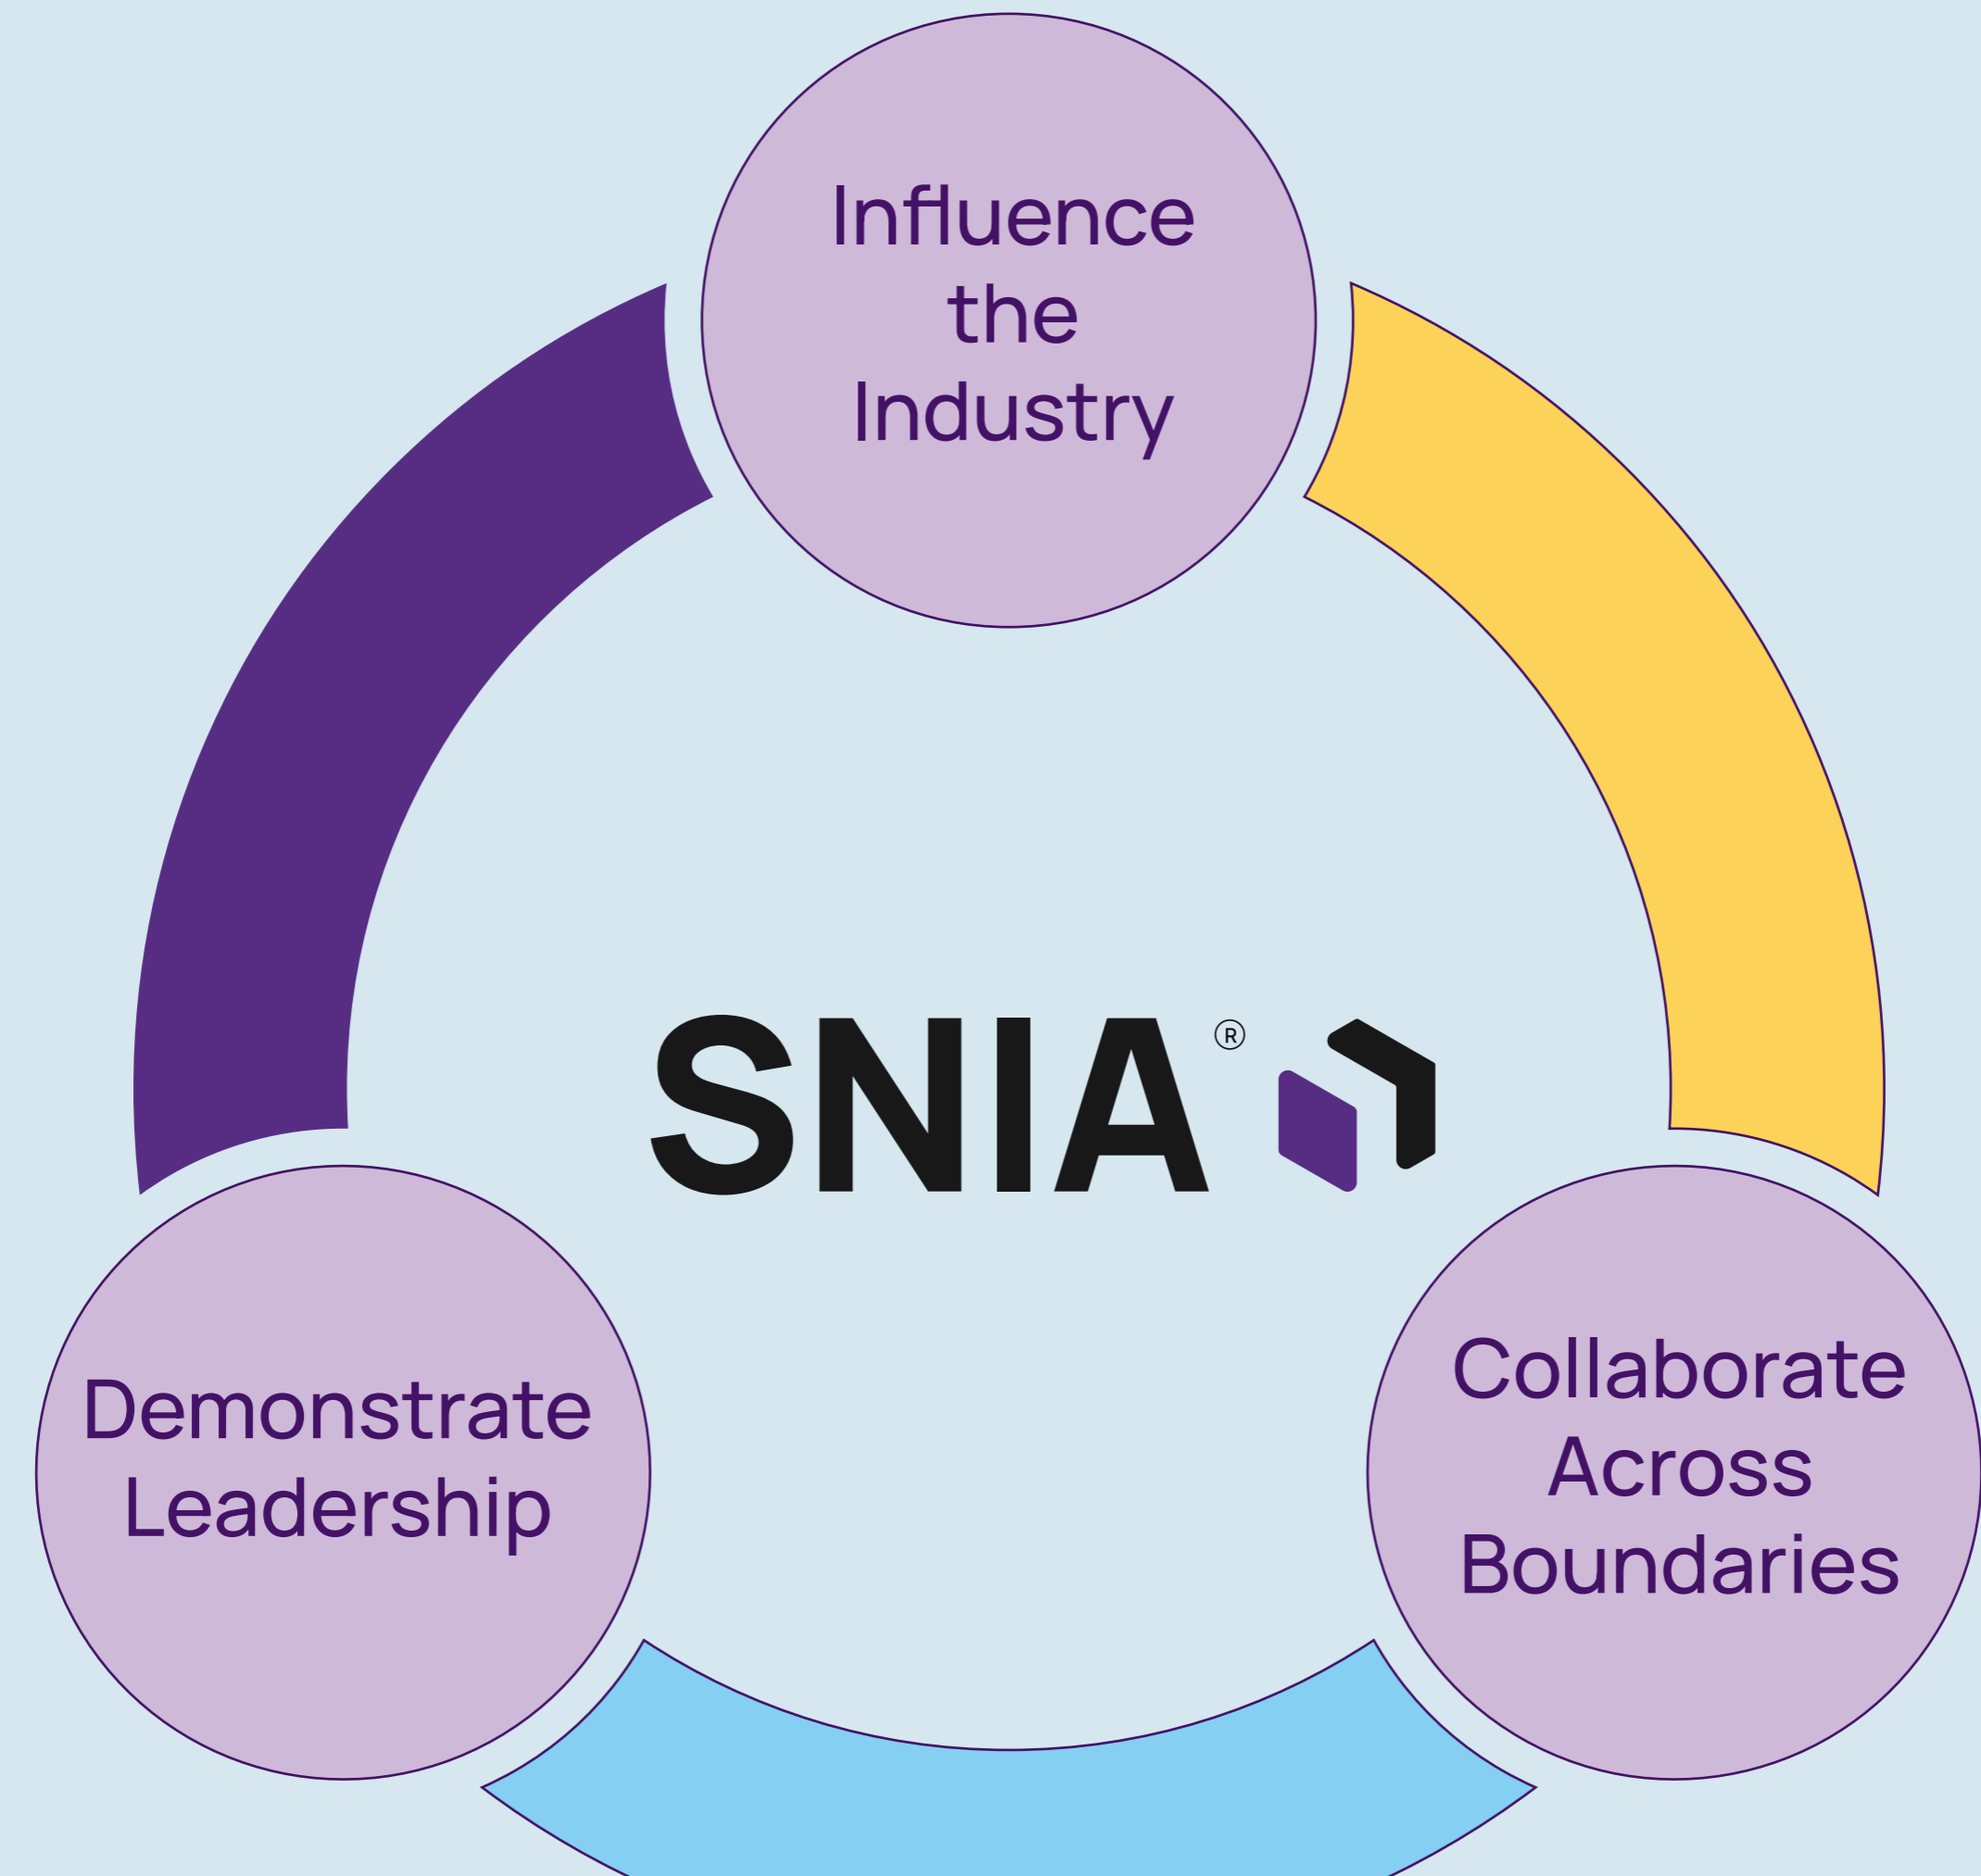 Influence
the
Industry
SNIA®
Demonstrate
Leadership
Collaborate
Across
Boundaries